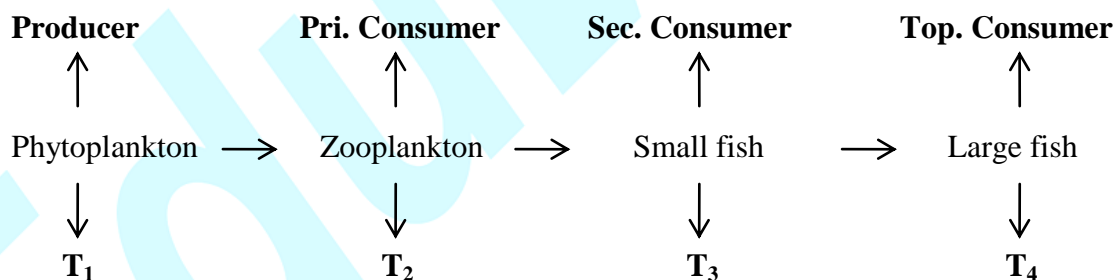 Producer Pri. Consumer Sec. Consumer Top. Consumer
Phytoplankton Zooplankton Small fish Large fish
T₁ T₂ T₃ T₄